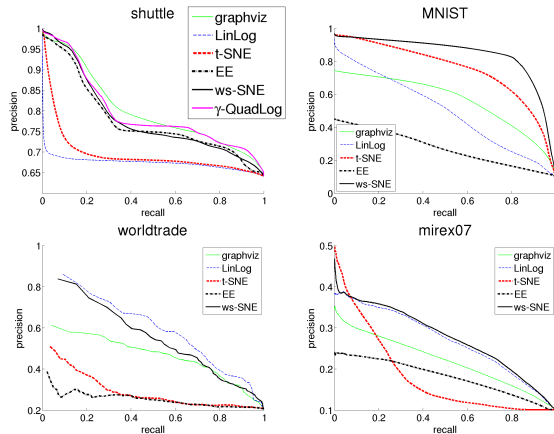 shuttle
1
0.95
0.9
0.85
0.8
0.75
0.7
0.65
precision
0
0.2
0.4
0.6
0.8
1
recall
graphviz
LinLog
t-SNE
EE
ws-SNE
γ-QuadLog
MNIST
1
0.8
0.6
0.4
0.2
0
precision
0
0.2
0.4
0.6
0.8
recall
graphviz
LinLog
t-SNE
EE
ws-SNE
worldtrade
1
0.8
0.6
0.4
0.2
precision
0
0.2
0.4
0.6
0.8
1
recall
graphviz
LinLog
t-SNE
EE
ws-SNE
mirex07
0.5
0.4
0.3
0.2
0.1
precision
0
0.2
0.4
0.6
0.8
recall
graphviz
LinLog
t-SNE
EE
ws-SNE